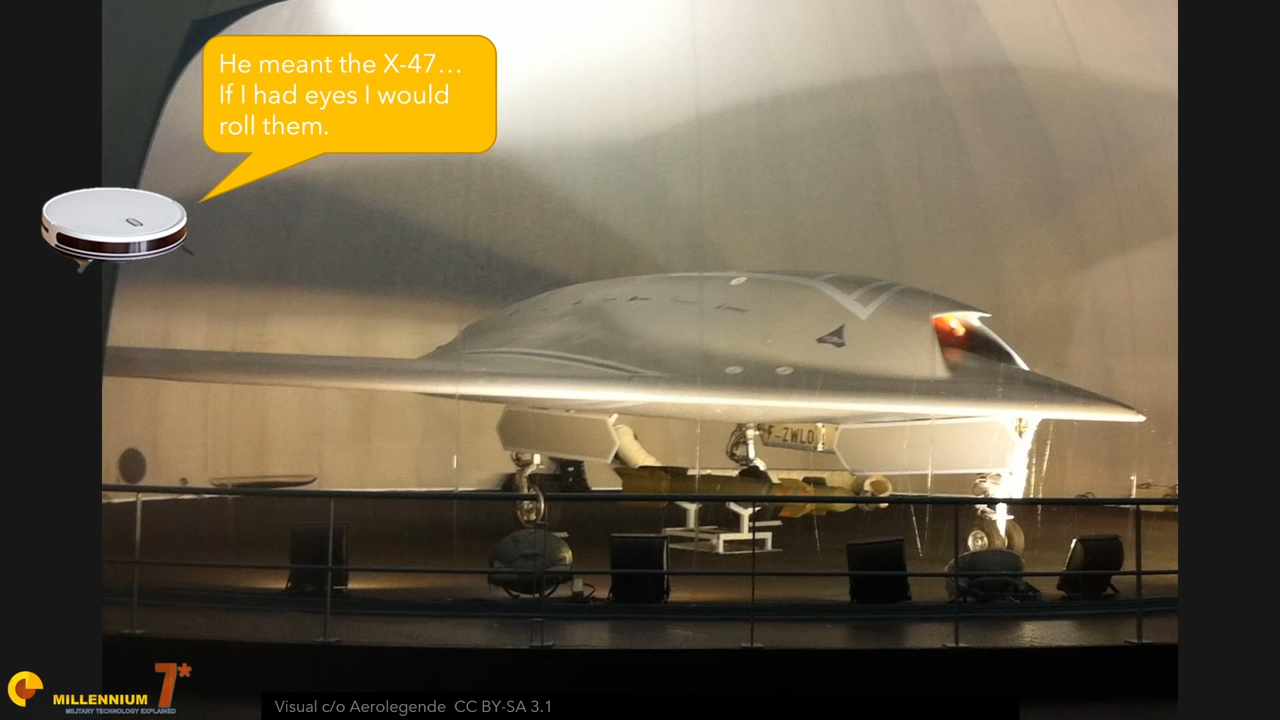 He meant the X-47…
If I had eyes I would
roll them.
F-ZWLO
MILLENNIUM 7*
MILITARY TECHNOLOGY EXPLAINED
Visual c/o Aerolegende CC BY-SA 3.1